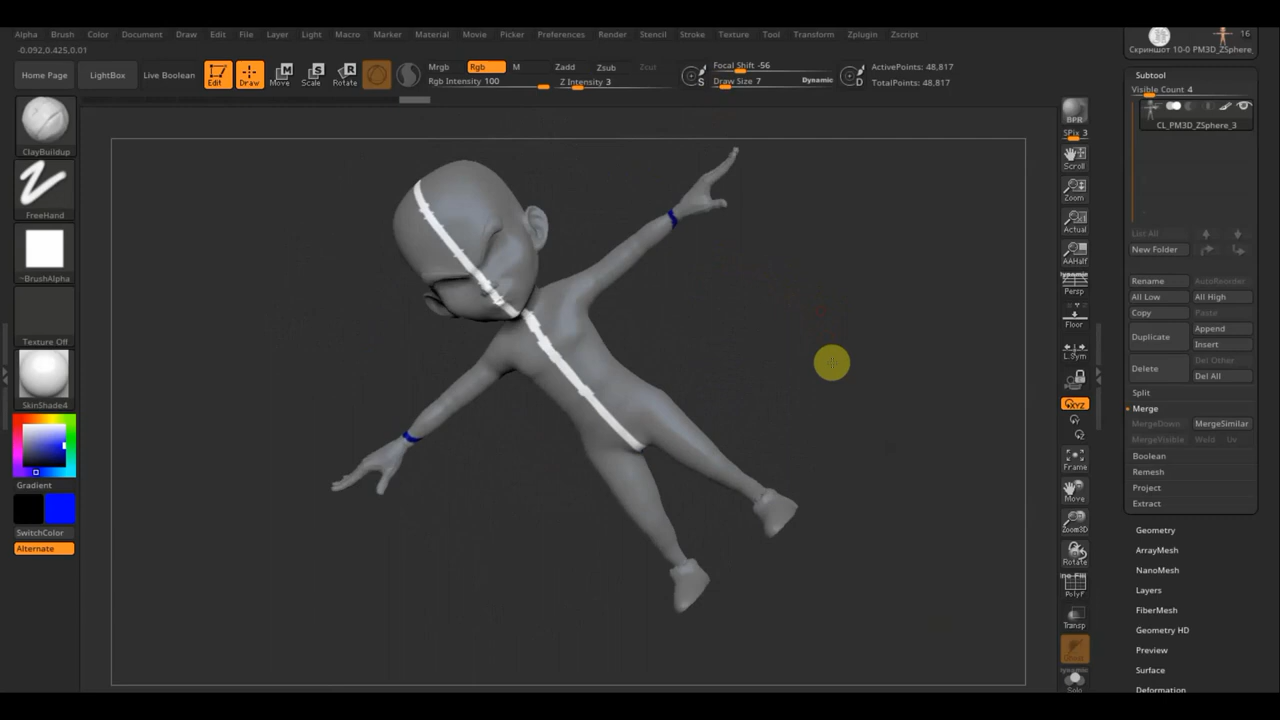 Alpha Brush Color Document Draw Edit File Layer Light Macro Marker Material Movie Picker Preferences Render Stencil Stroke Texture Tool Transform Zplugin Zscript
-0.092,0.425,0.01
Home Page LightBox Live Boolean Edit Draw Move Scale Rotate
Mrgb Rgb M Zadd Zsub Zcut
Rgb Intensity 100 Z Intensity 3
Focal Shift -56
Draw Size 7 Dynamic
S
D
ActivePoints: 48,817
TotalPoints: 48,817
ClayBuildup
FreeHand
~BrushAlpha
Texture Off
SkinShade4
Gradient
SwitchColor
Alternate
BPR
SPix 3
Scroll
Zoom
Actual
AAHalf
Dynamic
Persp
Floor
L.Sym
XYZ
Y
Z
Frame
Move
Zoom3D
Rotate
PolyF
Transp
Ghost
Dynamic
Solo
16
Скриншот 10-0 PM3D_ZSphere_
Subtool
Visible Count 4
CL_PM3D_ZSphere_3
List All
New Folder
Rename AutoReorder
All Low All High
Copy Paste
Duplicate Append
Insert
Delete Del Other
Del All
Split
Merge
MergeDown MergeSimilar
MergeVisible Weld Uv
Boolean
Remesh
Project
Extract
Geometry
ArrayMesh
NanoMesh
Layers
FiberMesh
Geometry HD
Preview
Surface
Deformation